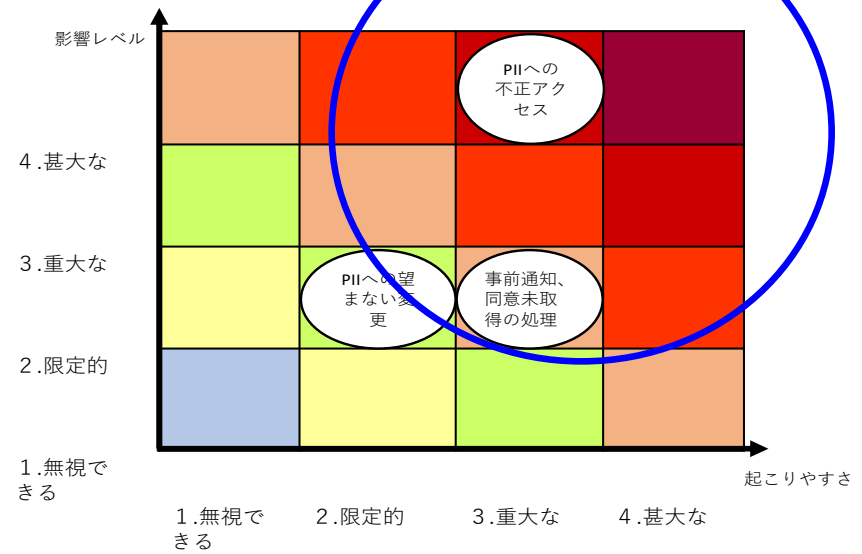 影響レベル
PIIへの
不正アク
セス
４.甚大な
３.重大な
PIIへの望
まない変
更
事前通知、
同意未取
得の処理
２.限定的
１.無視で
きる
起こりやすさ
１.無視で
きる
２.限定的
３.重大な
４.甚大な